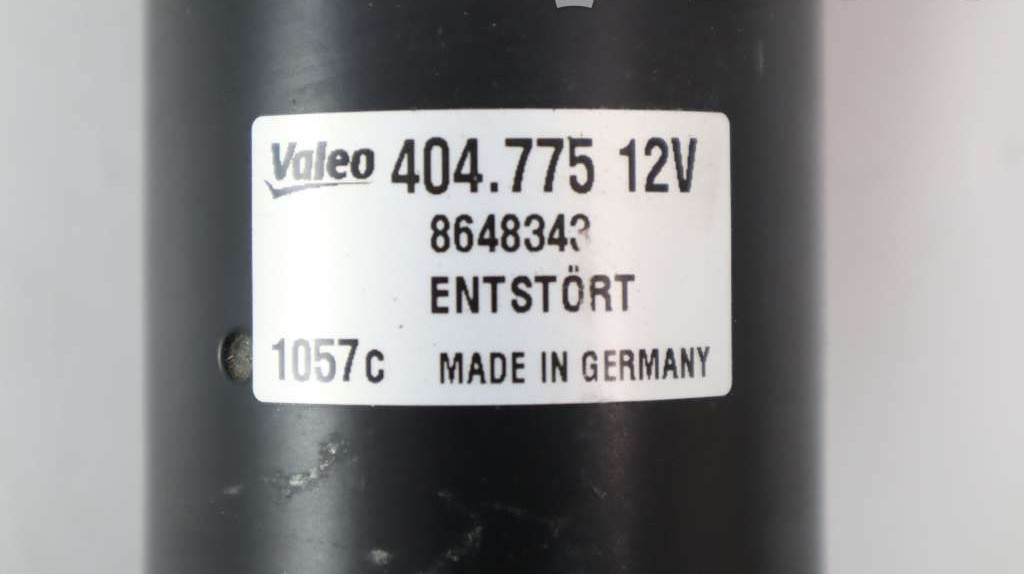 Valeo 404.775 12V
8648343
ENTSTÖRT
1057c MADE IN GERMANY